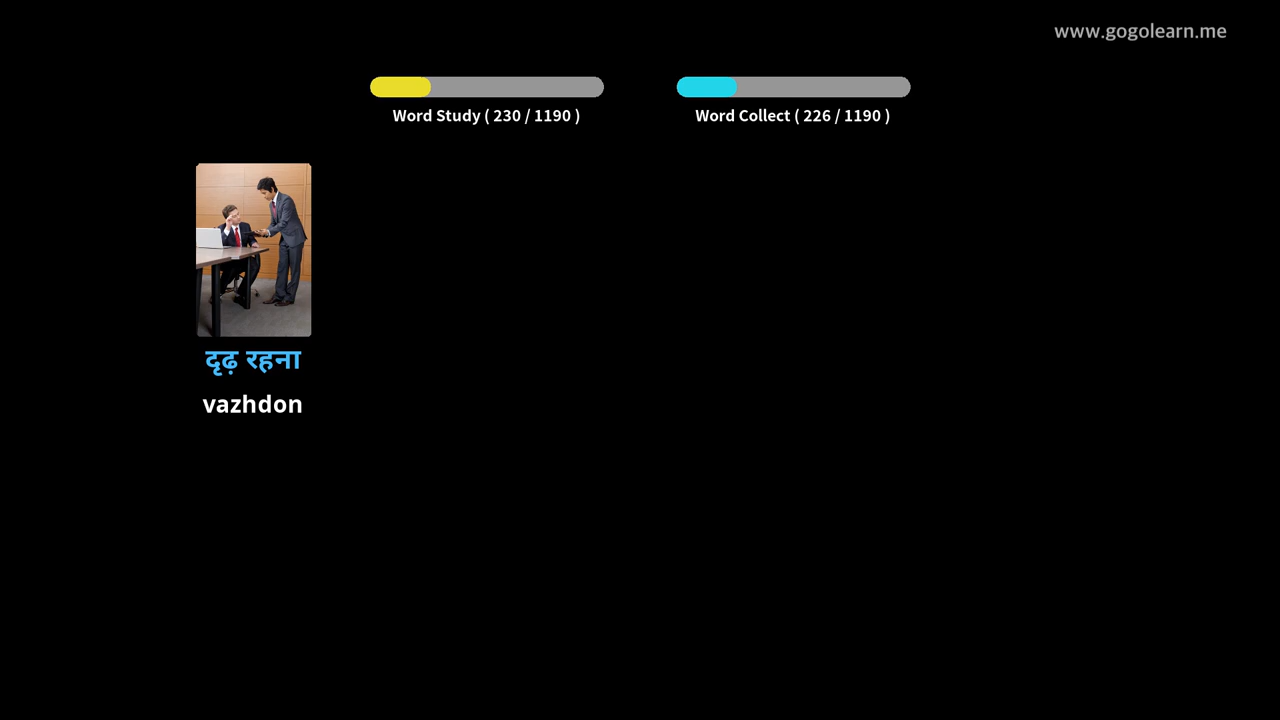 www.gogolearn.me
Word Study ( 230 / 1190 )
Word Collect ( 226 / 1190 )
दृढ़ रहना
vazhdon